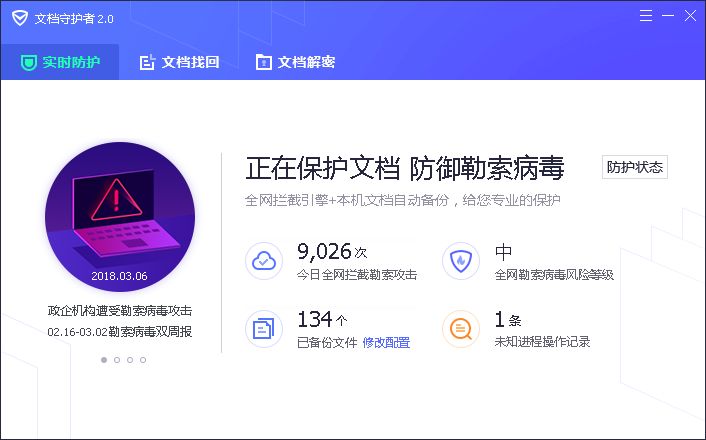 文档守护者 2.0
实时防护
文档找回
文档解密
2018.03.06
政企机构遭受勒索病毒攻击
02.16-03.02勒索病毒双周报
正在保护文档 防御勒索病毒
防护状态
全网拦截引擎+本机文档自动备份，给您专业的保护
9,026 次
今日全网拦截勒索攻击
中
全网勒索病毒风险等级
134 个
已备份文件 修改配置
1 条
未知进程操作记录